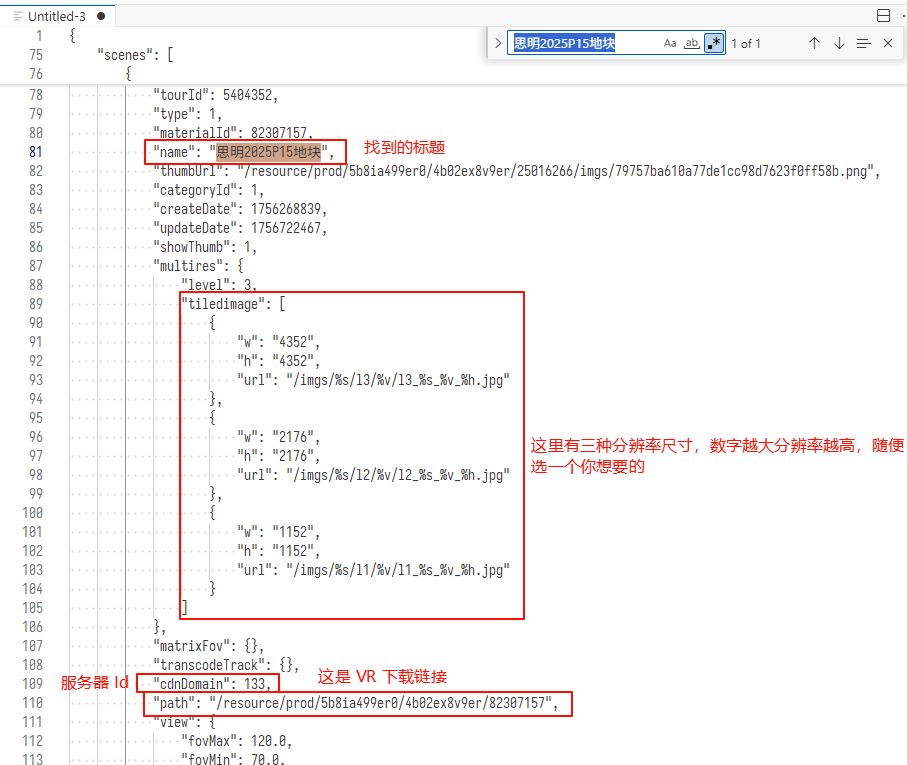 Untitled-3
思明2025P15地块
Aa ab .* 1 of 1
1 {
75 "scenes": [
76 {
78 "tourId": 5404352,
79 "type": 1,
80 "materialId": 82307157,
81 "name": "思明2025P15地块",
找到的标题
82 "thumbUrl": "/resource/prod/5b8ia499er0/4b02ex8v9er/25016266/imgs/79757ba610a77de1cc98d7623f0ff58b.png",
83 "categoryId": 1,
84 "createDate": 1756268839,
85 "updateDate": 1756722467,
86 "showThumb": 1,
87 "multires": {
88 "level": 3,
89 "tiledimage": [
90 {
91 "w": "4352",
92 "h": "4352",
93 "url": "/imgs/%s/l3/%v/l3_%s_%v_%h.jpg"
94 },
95 {
96 "w": "2176",
97 "h": "2176",
98 "url": "/imgs/%s/l2/%v/l2_%s_%v_%h.jpg"
99 },
100 {
101 "w": "1152",
102 "h": "1152",
103 "url": "/imgs/%s/l1/%v/l1_%s_%v_%h.jpg"
104 }
105 ]
这里有三种分辨率尺寸，数字越大分辨率越高，随便
选一个你想要的
106 },
107 "matrixFov": {},
108 "transcodeTrack": {},
服务器 Id
109 "cdnDomain": 133,
这是 VR 下载链接
110 "path": "/resource/prod/5b8ia499er0/4b02ex8v9er/82307157",
111 "view": {
112 "fovMax": 120.0,
113 "fovMin": 70.0,